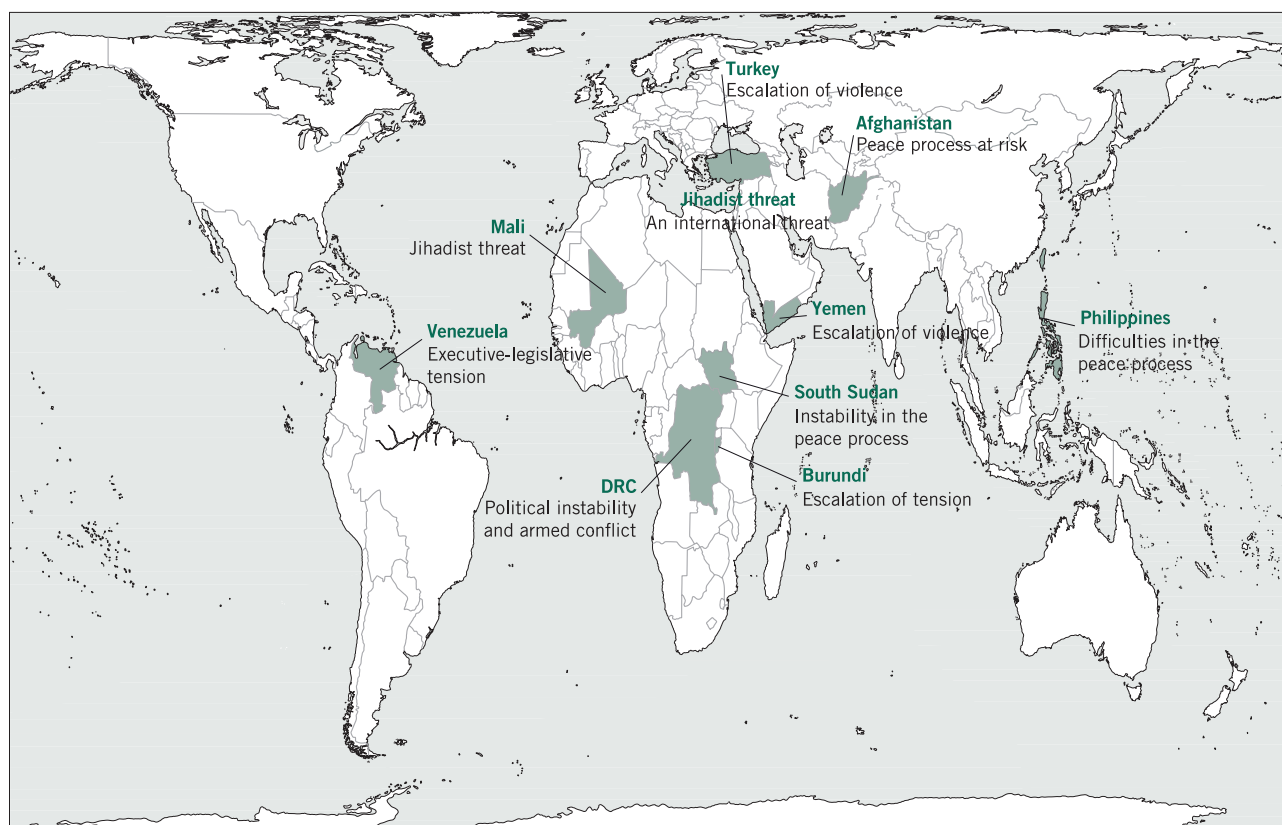 Turkey
Escalation of violence
Afghanistan
Peace process at risk
Jihadist threat
An international threat
Mali
Jihadist threat
Yemen
Escalation of violence
Philippines
Difficulties in the
peace process
Venezuela
Executive-legislative
tension
South Sudan
Instability in the
peace process
Burundi
Escalation of tension
DRC
Political instability
and armed conflict